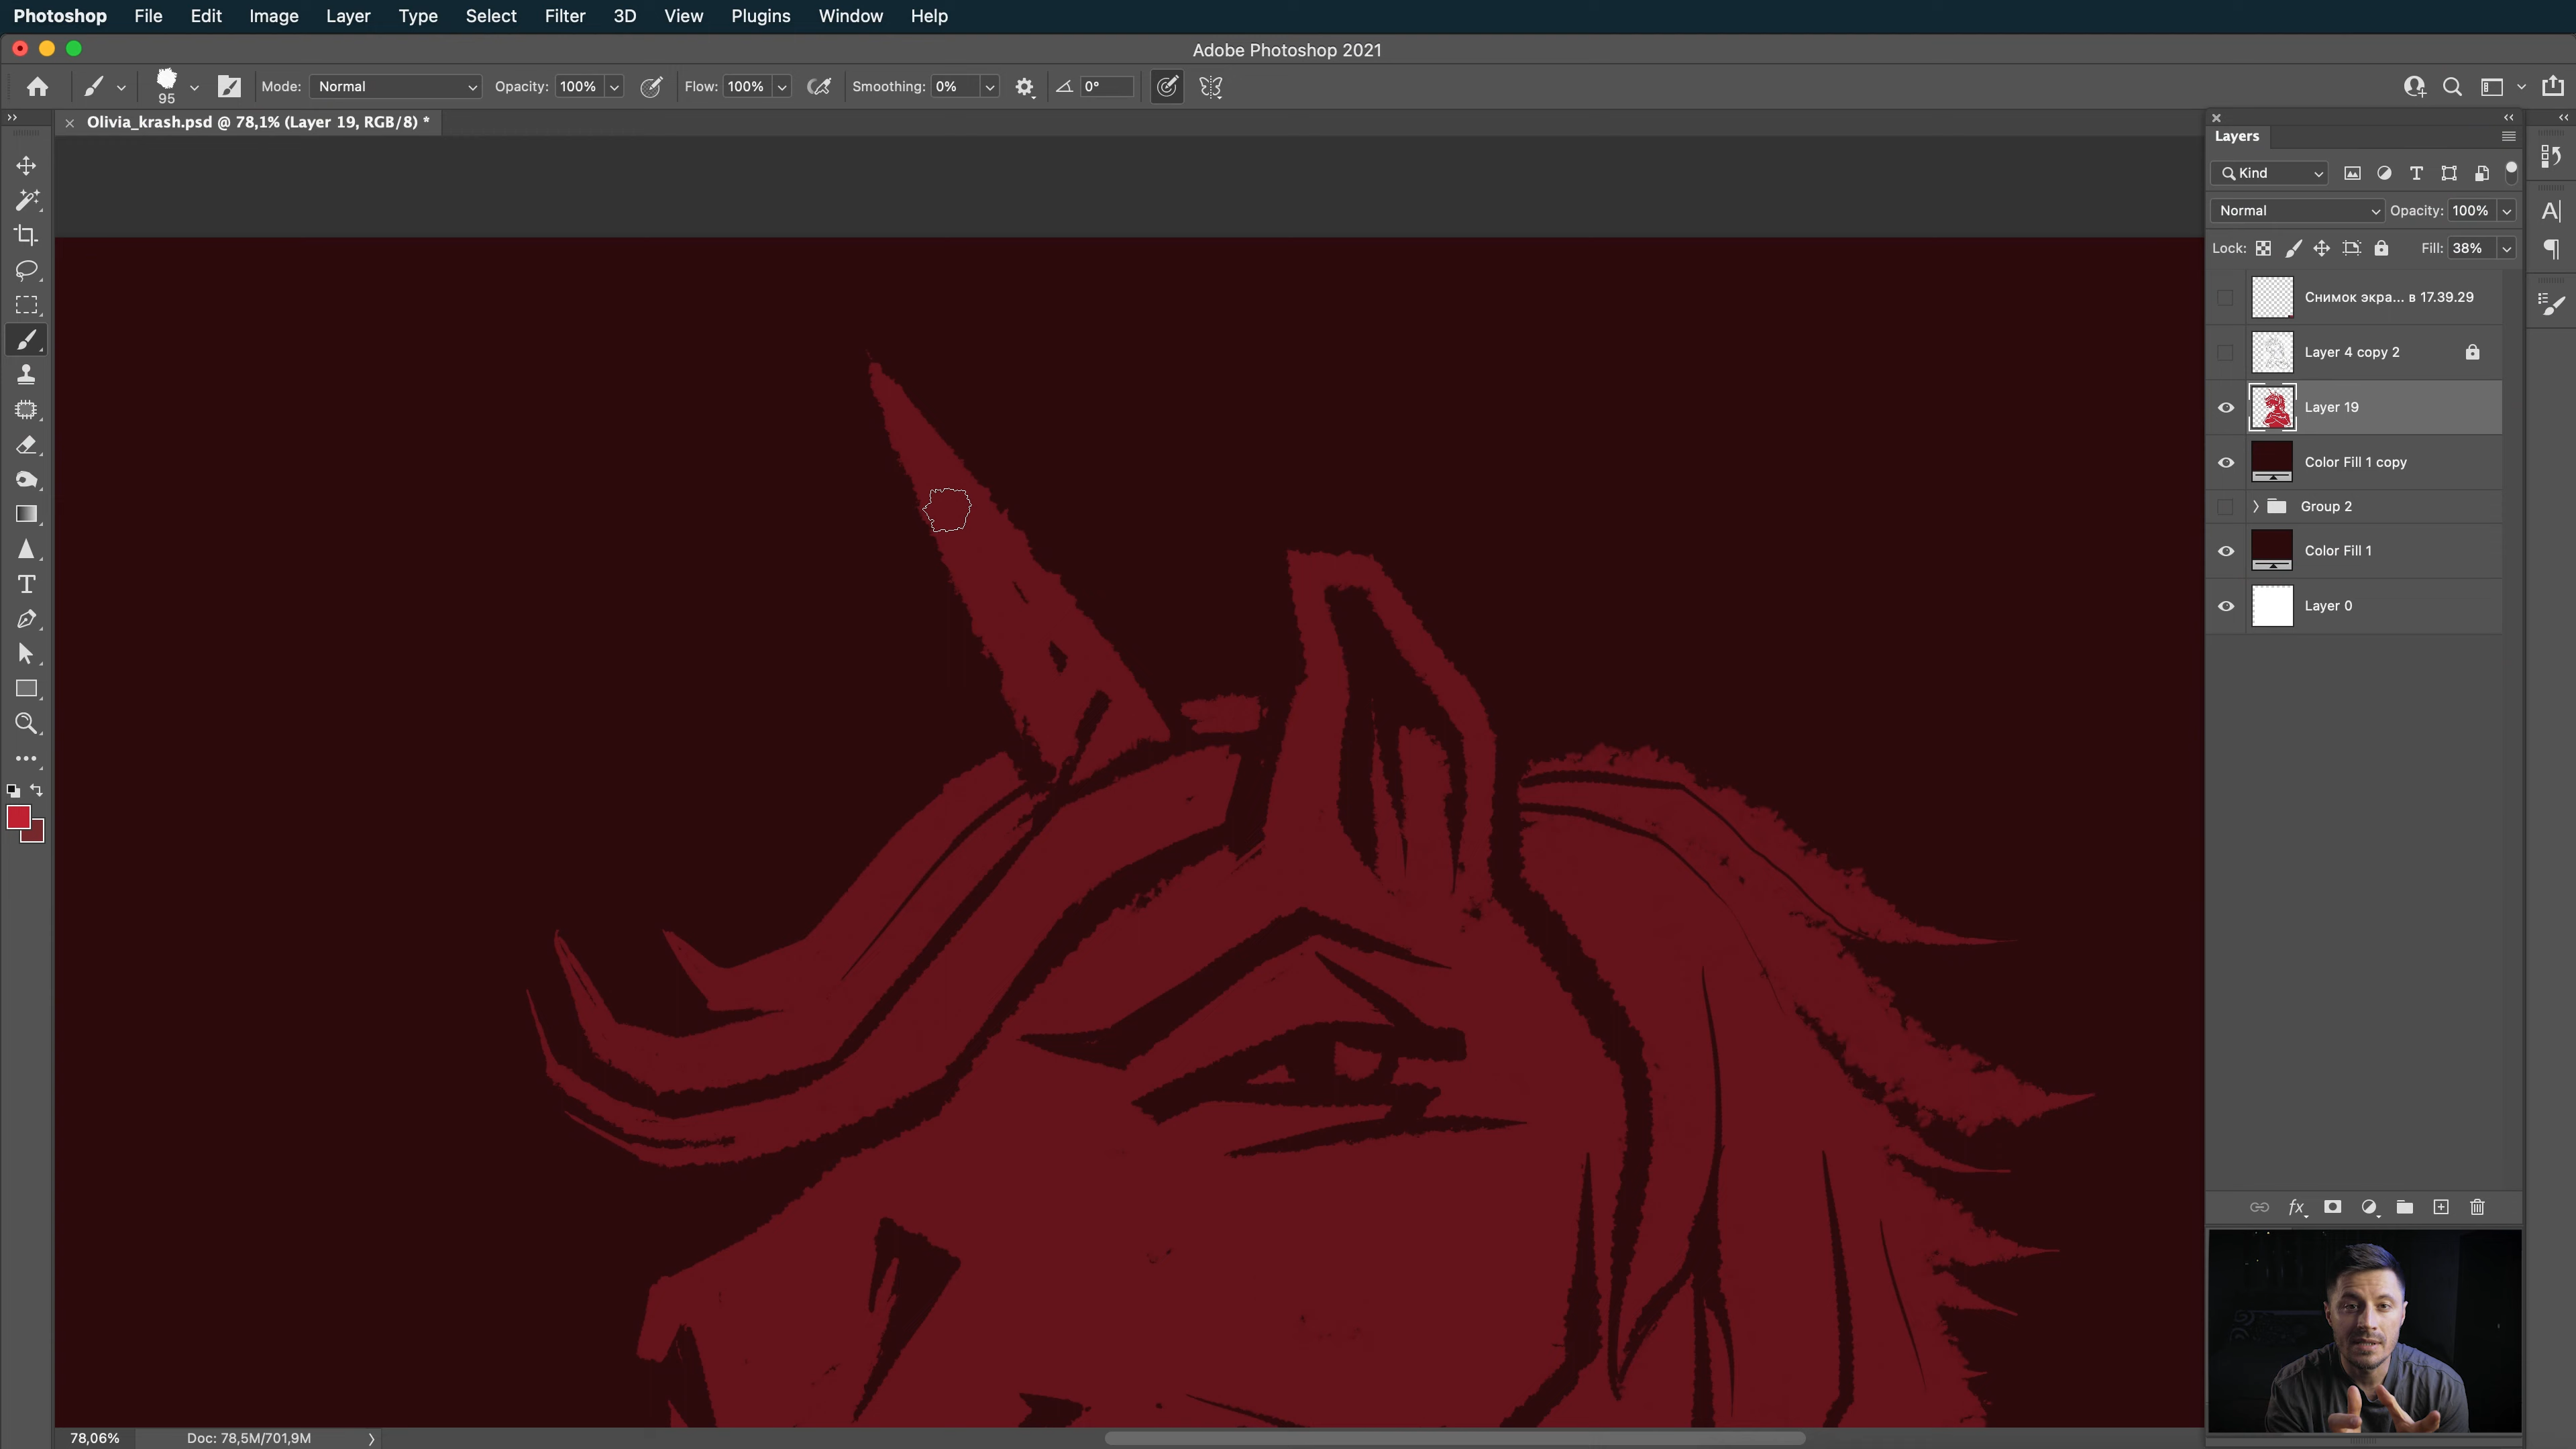 Photoshop File Edit Image Layer Type Select Filter 3D View Plugins Window Help
Adobe Photoshop 2021
95 Mode: Normal Opacity: 100% Flow: 100% Smoothing: 0% 0°
Olivia_krash.psd @ 78,1% (Layer 19, RGB/8) *
Layers
Kind
Normal Opacity: 100%
Lock: Fill: 38%
Снимок экра... в 17.39.29
Layer 4 copy 2
Layer 19
Color Fill 1 copy
Group 2
Color Fill 1
Layer 0
fx
78,06% Doc: 78,5M/701,9M